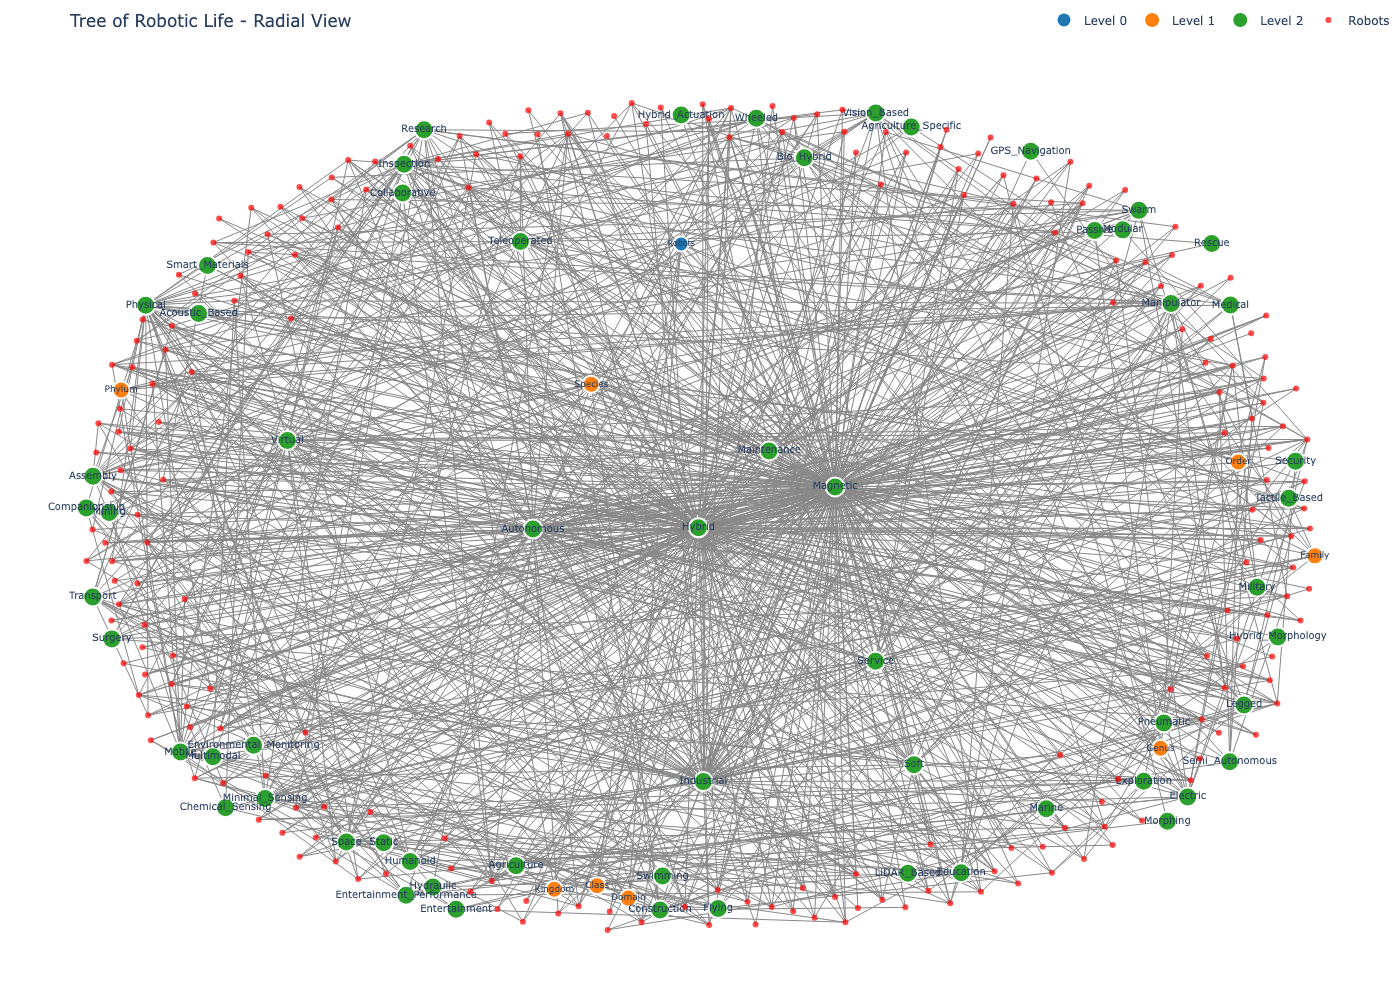 Tree of Robotic Life - Radial View
Level 0
Level 1
Level 2
Robots
Hybrid_Actuation
Wheeled
Vision_Based
Agriculture_Specific
Research
GPS_Navigation
Bio_Hybrid
Inspection
Collaborative
Swarm
Passive
Modular
Teleoperated
Robots
Rescue
Smart_Materials
Physical
Acoustic_Based
Manipulator
Medical
Species
Phylum
Virtual
Maintenance
Order
Security
Assembly
Magnetic
Tactile_Based
Companionship
Mining
Autonomous
Hybrid
Family
Military
Transport
Surgery
Hybrid_Morphology
Service
Legged
Pneumatic
Environmental_Monitoring
Genus
Mobile
Multimodal
Semi_Autonomous
Soft
Industrial
Exploration
Minimal_Sensing
Electric
Chemical_Sensing
Marine
Morphing
Space
Static
Humanoid
Agriculture
LiDAR_Based
Education
Swimming
Hydraulic
Class
Kingdom
Entertainment_Performance
Domain
Entertainment
Construction
Flying